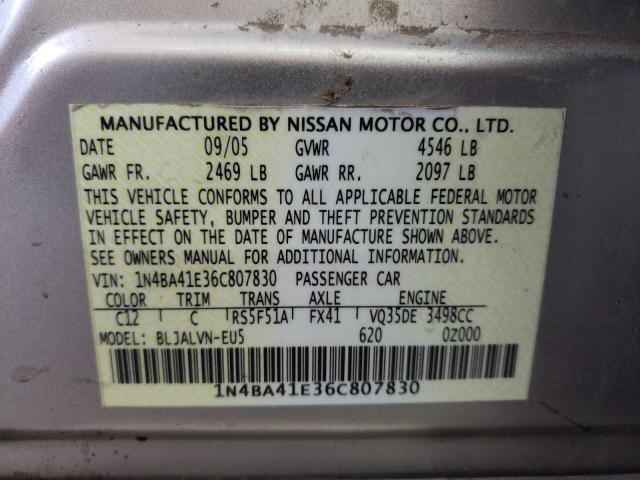 MANUFACTURED BY NISSAN MOTOR CO., LTD.
DATE 09/05 GVWR 4546 LB
GAWR FR. 2469 LB GAWR RR. 2097 LB
THIS VEHICLE CONFORMS TO ALL APPLICABLE FEDERAL MOTOR
VEHICLE SAFETY, BUMPER AND THEFT PREVENTION STANDARDS
IN EFFECT ON THE DATE OF MANUFACTURE SHOWN ABOVE.
SEE OWNERS MANUAL FOR ADDITIONAL INFORMATION.
VIN: 1N4BA41E36C807830 PASSENGER CAR
COLOR TRIM TRANS AXLE ENGINE
C12 C RS5F51A FX41 VQ35DE 3498CC
MODEL: BLJALVN-EU5 620 0Z000
1N4BA41E36C807830